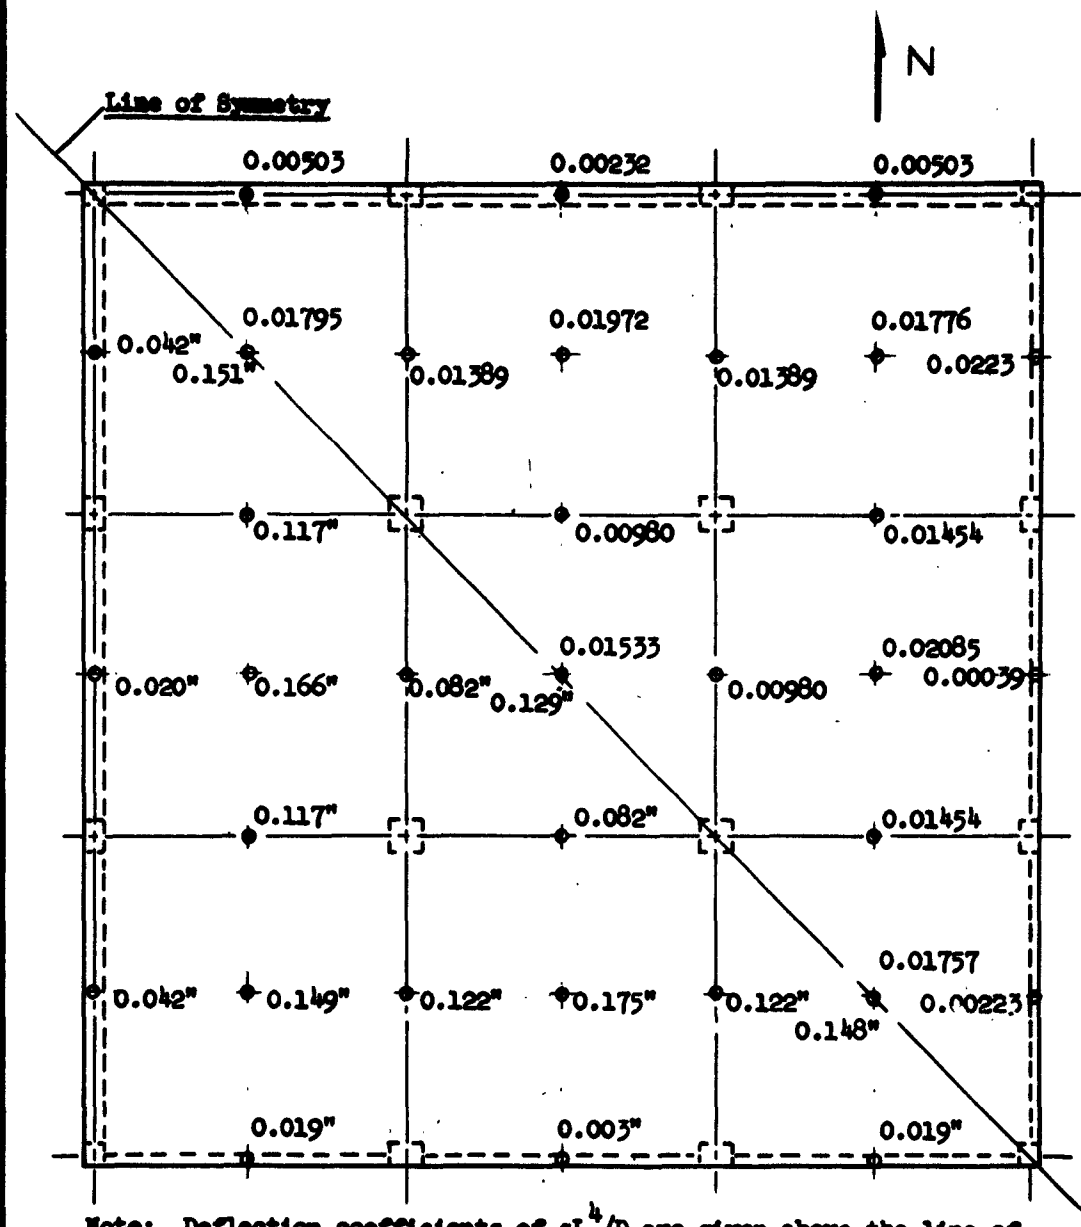 N
Line of Symmetry
0.00503 0.00232 0.00503
0.01795 0.01972 0.01776
0.042" 0.151" 0.01389 0.01389 0.0223
0.117" 0.00980 0.01454
0.01533 0.02085
0.020" 0.166" 0.082" 0.129" 0.00980 0.00039
0.117" 0.082" 0.01454
0.01757
0.042" 0.149" 0.122" 0.175" 0.122" 0.00223
0.148"
0.019" 0.003" 0.019"
Note: Deflection coefficients of qL⁴/D are given above the line of